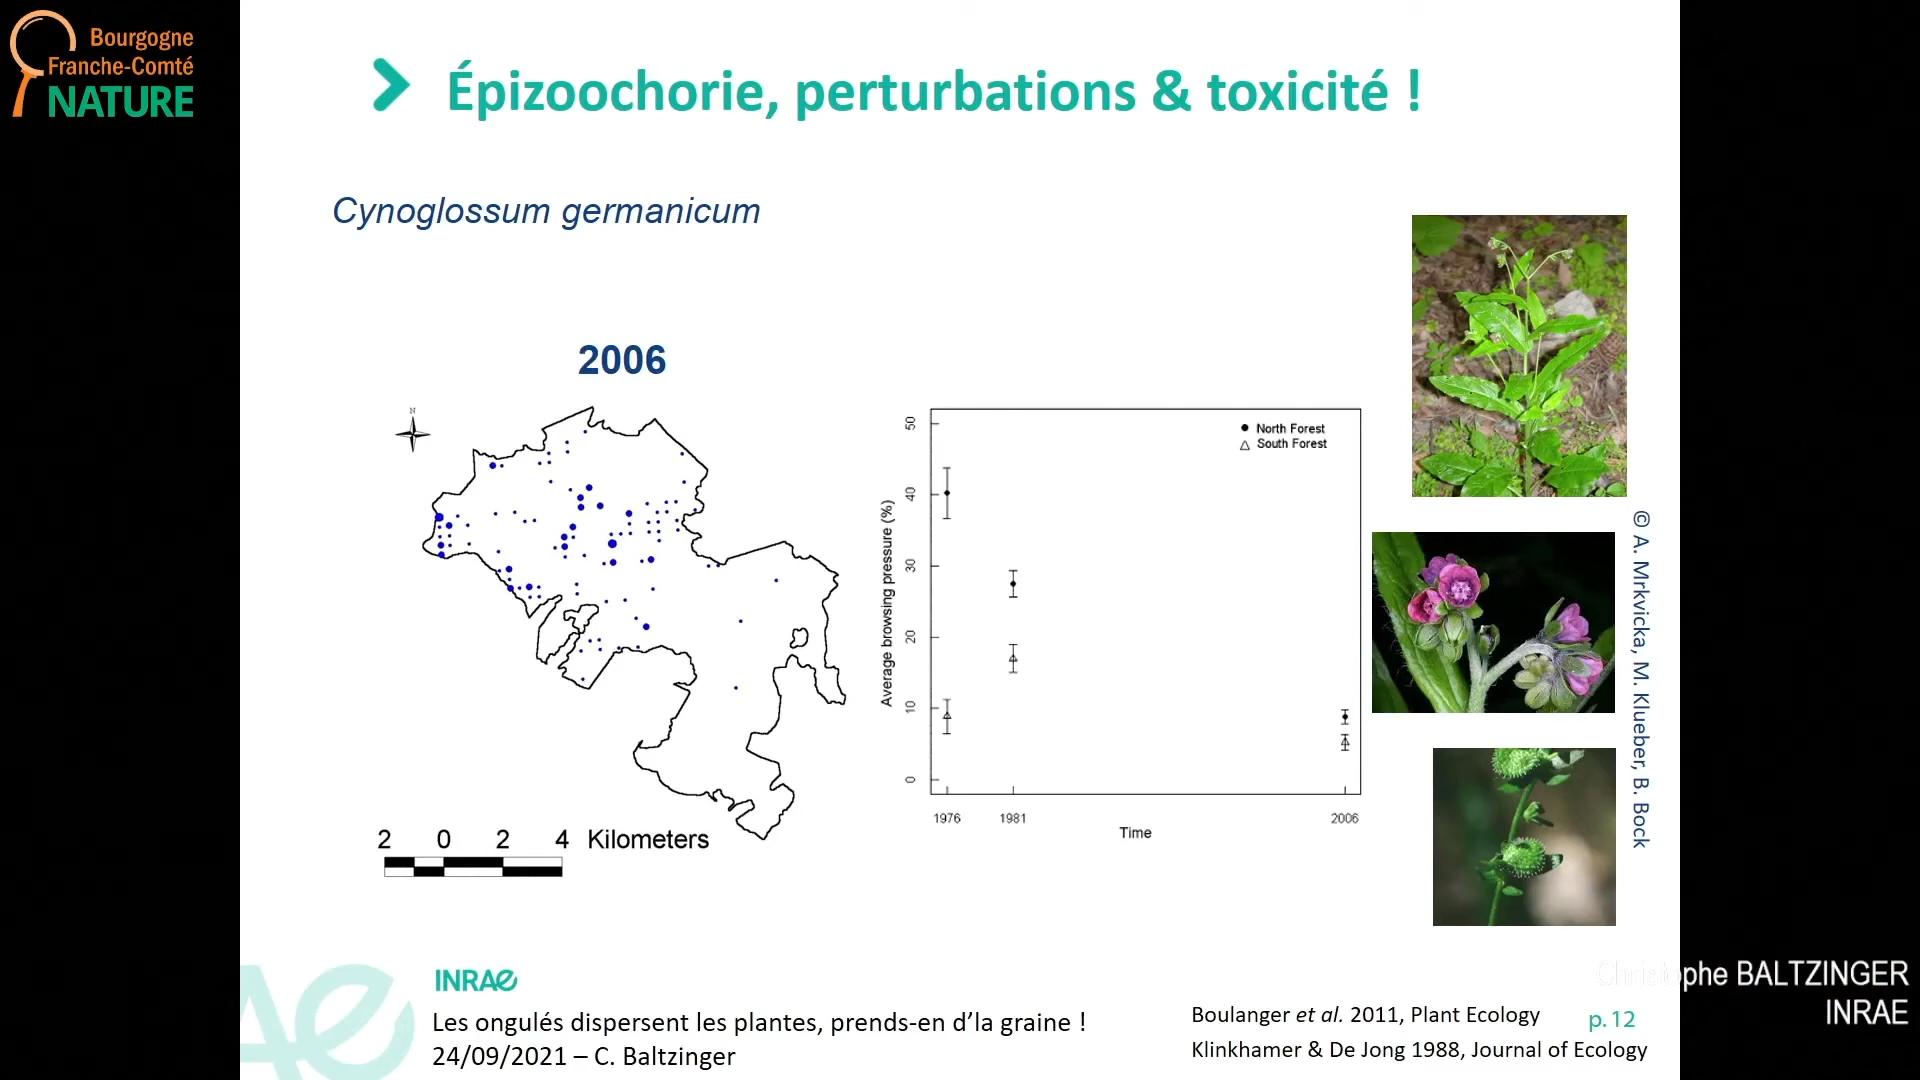 Bourgogne
Franche-Comté
NATURE
Épizoochorie, perturbations & toxicité !
Cynoglossum germanicum
2006
N
2 0 2 4 Kilometers
Average browsing pressure (%)
50
40
30
20
10
0
North Forest
South Forest
1976 1981 2006
Time
© A. Mrkvicka, M. Klueber, B. Bock
INRAE
Les ongulés dispersent les plantes, prends-en d’la graine !
24/09/2021 – C. Baltzinger
Boulanger et al. 2011, Plant Ecology
Klinkhamer & De Jong 1988, Journal of Ecology
p. 12
Christophe BALTZINGER
INRAE